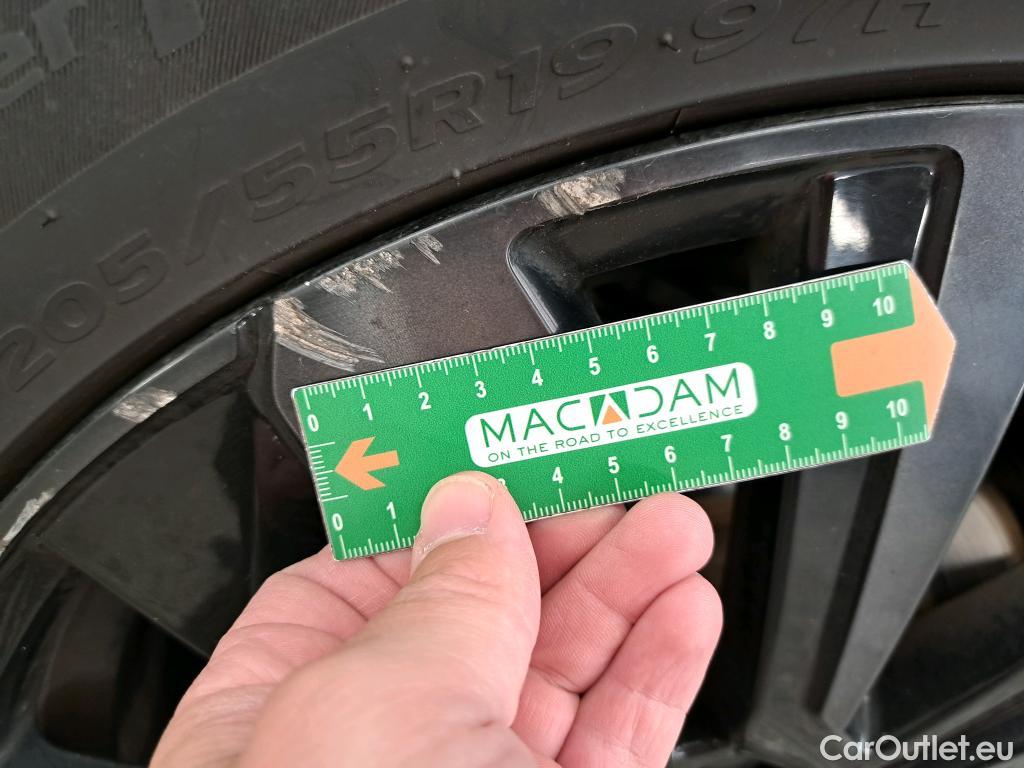 205/55R19 97H
0 1 2 3 4 5 6 7 8 9 10
MACADAM
ON THE ROAD TO EXCELLENCE
0 1 3 4 5 6 7 8 9 10
CarOutlet.eu